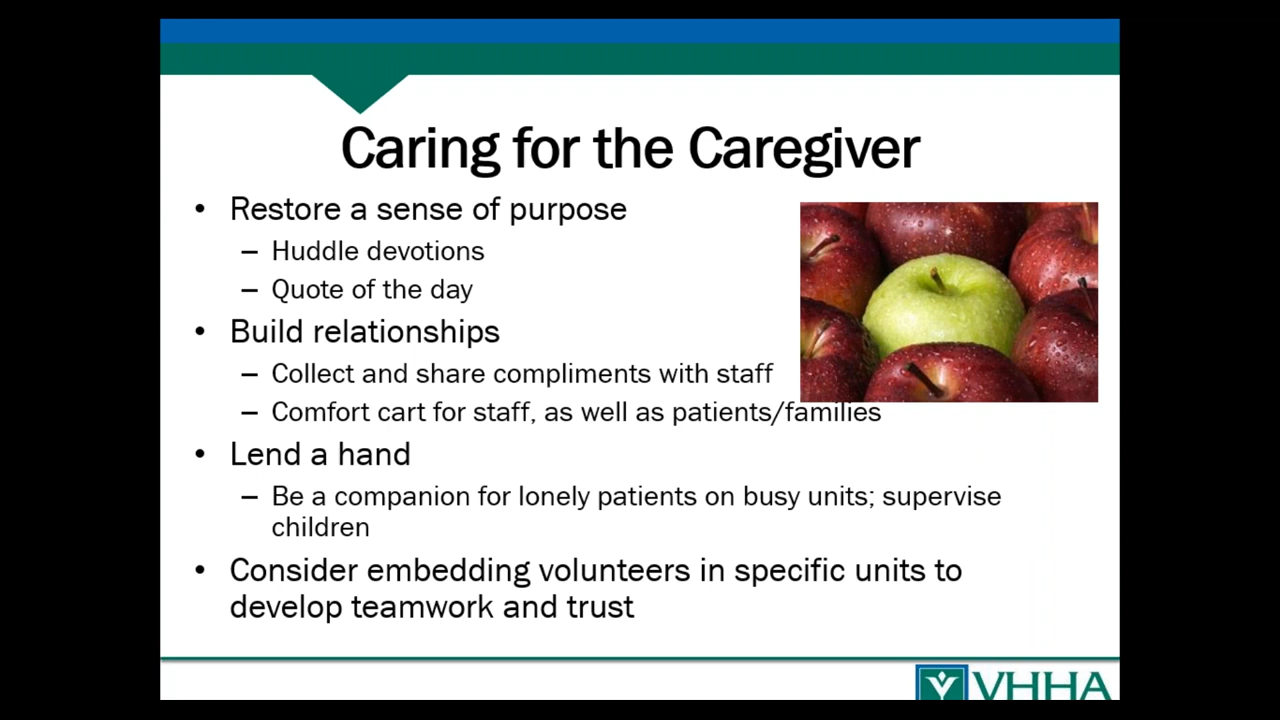 Caring for the Caregiver
• Restore a sense of purpose
– Huddle devotions
– Quote of the day
• Build relationships
– Collect and share compliments with staff
– Comfort cart for staff, as well as patients/families
• Lend a hand
– Be a companion for lonely patients on busy units; supervise
children
• Consider embedding volunteers in specific units to
develop teamwork and trust
VHHA